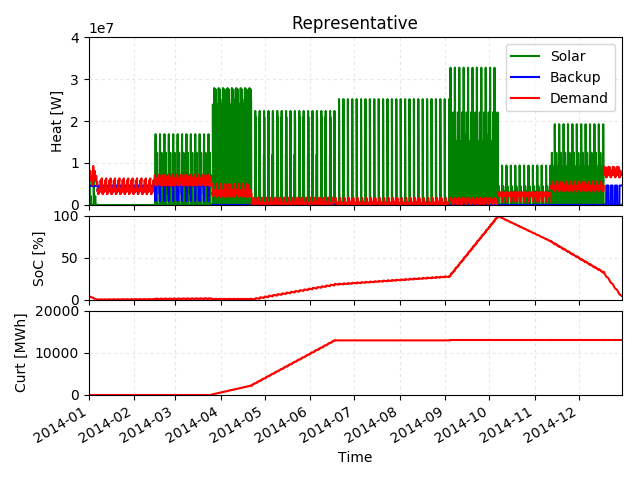 Representative
1e7
Heat [W]
4
3
2
1
0
Solar
Backup
Demand
SoC [%]
100
50
0
Curt [MWh]
20000
10000
0
2014-01 2014-02 2014-03 2014-04 2014-05 2014-06 2014-07 2014-08 2014-09 2014-10 2014-11 2014-12
Time